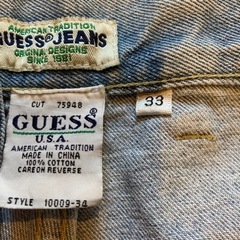 AMERICAN TRADITION
GUESS JEANS
ORIGINAL DESIGNS
SINCE 1981
CUT 75948
GUESS
U.S.A.
AMERICAN TRADITION
MADE IN CHINA
100% COTTON
CAREON REVERSE
STYLE 10009-34
33